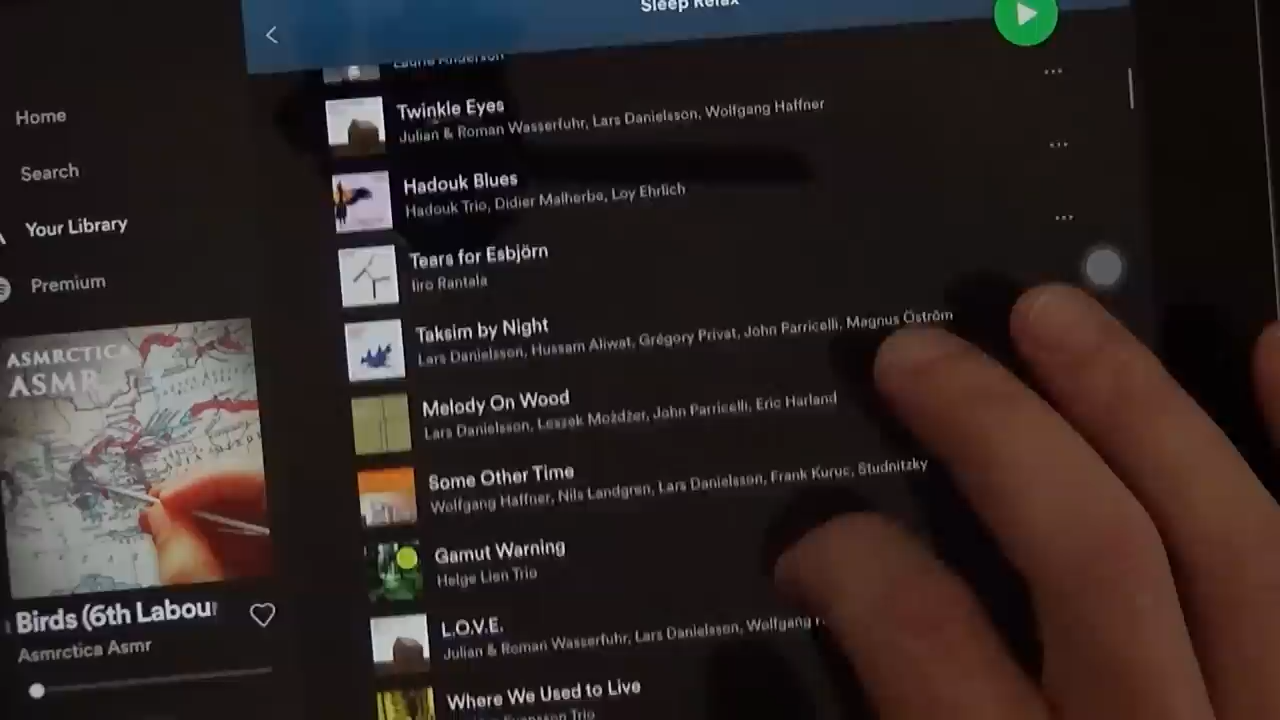 Sleep Relax
Home
Search
Your Library
Premium
ASMRCTICA
ASMR
Birds (6th Labour
Asmrctica Asmr
Laurie Anderson
Twinkle Eyes
Julian & Roman Wasserfuhr, Lars Danielsson, Wolfgang Haffner
Hadouk Blues
Hadouk Trio, Didier Malherbe, Loy Ehrlich
Tears for Esbjörn
Iiro Rantala
Taksim by Night
Lars Danielsson, Hussam Aliwat, Grégory Privat, John Parricelli, Magnus Öström
Melody On Wood
Lars Danielsson, Leszek Możdżer, John Parricelli, Eric Harland
Some Other Time
Wolfgang Haffner, Nils Landgren, Lars Danielsson, Frank Kuruc, Studnitzky
Gamut Warning
Helge Lien Trio
L.O.V.E.
Julian & Roman Wasserfuhr, Lars Danielsson, Wolfgang
Where We Used to Live
Trio